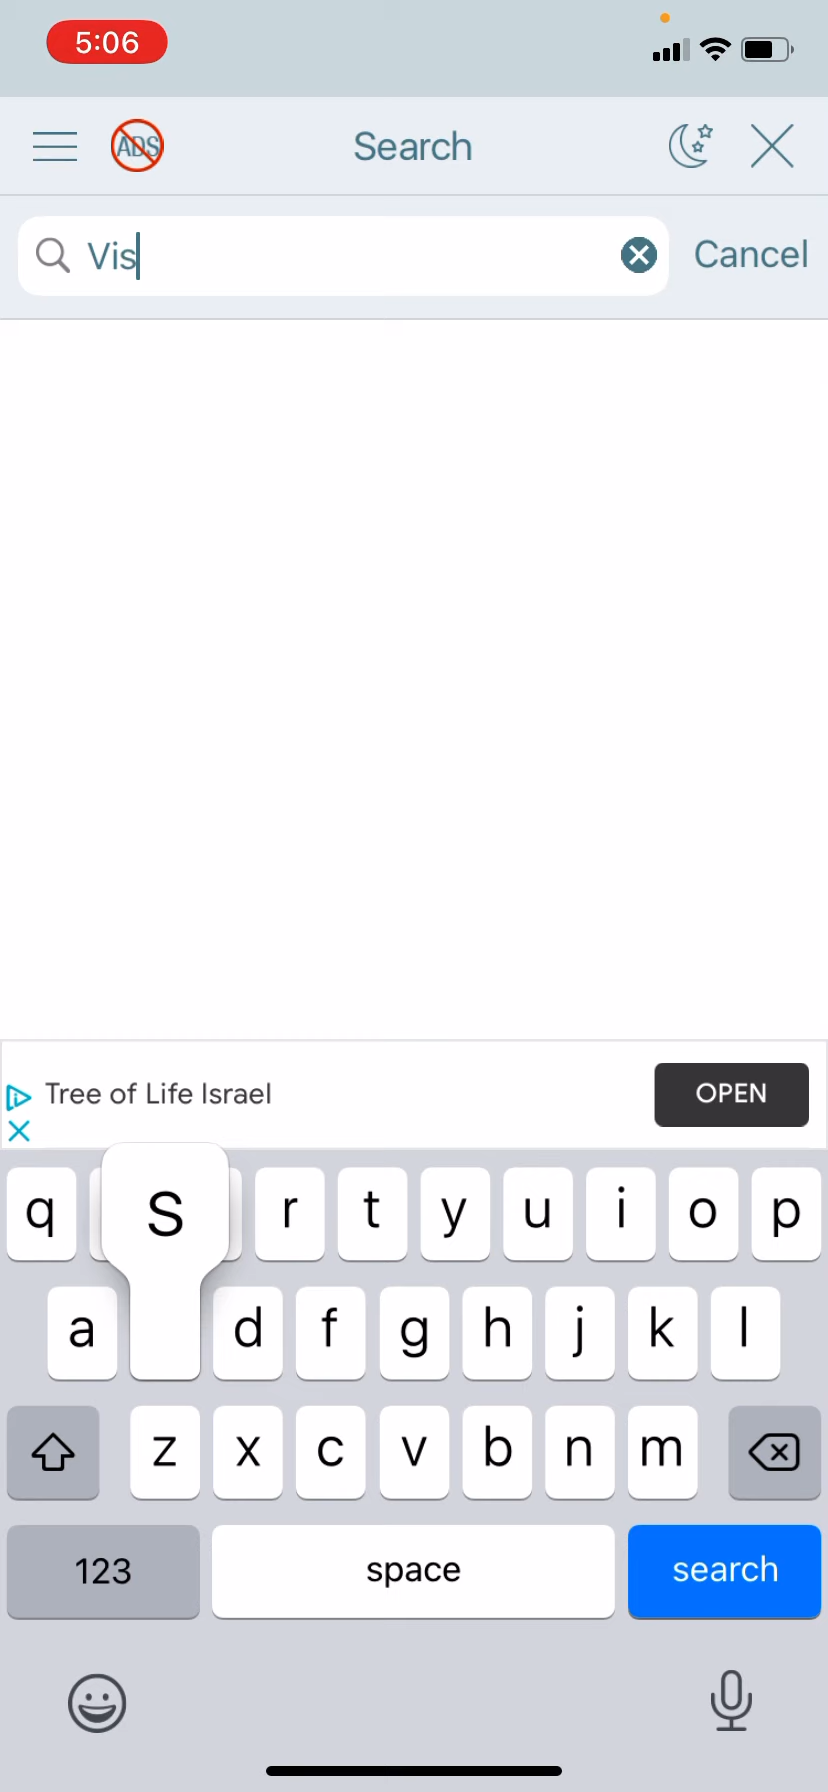 5:06
ADS
Search
Vis
Cancel
Tree of Life Israel
OPEN
q r t y u i o p
S
a d f g h j k l
z x c v b n m
123 space search